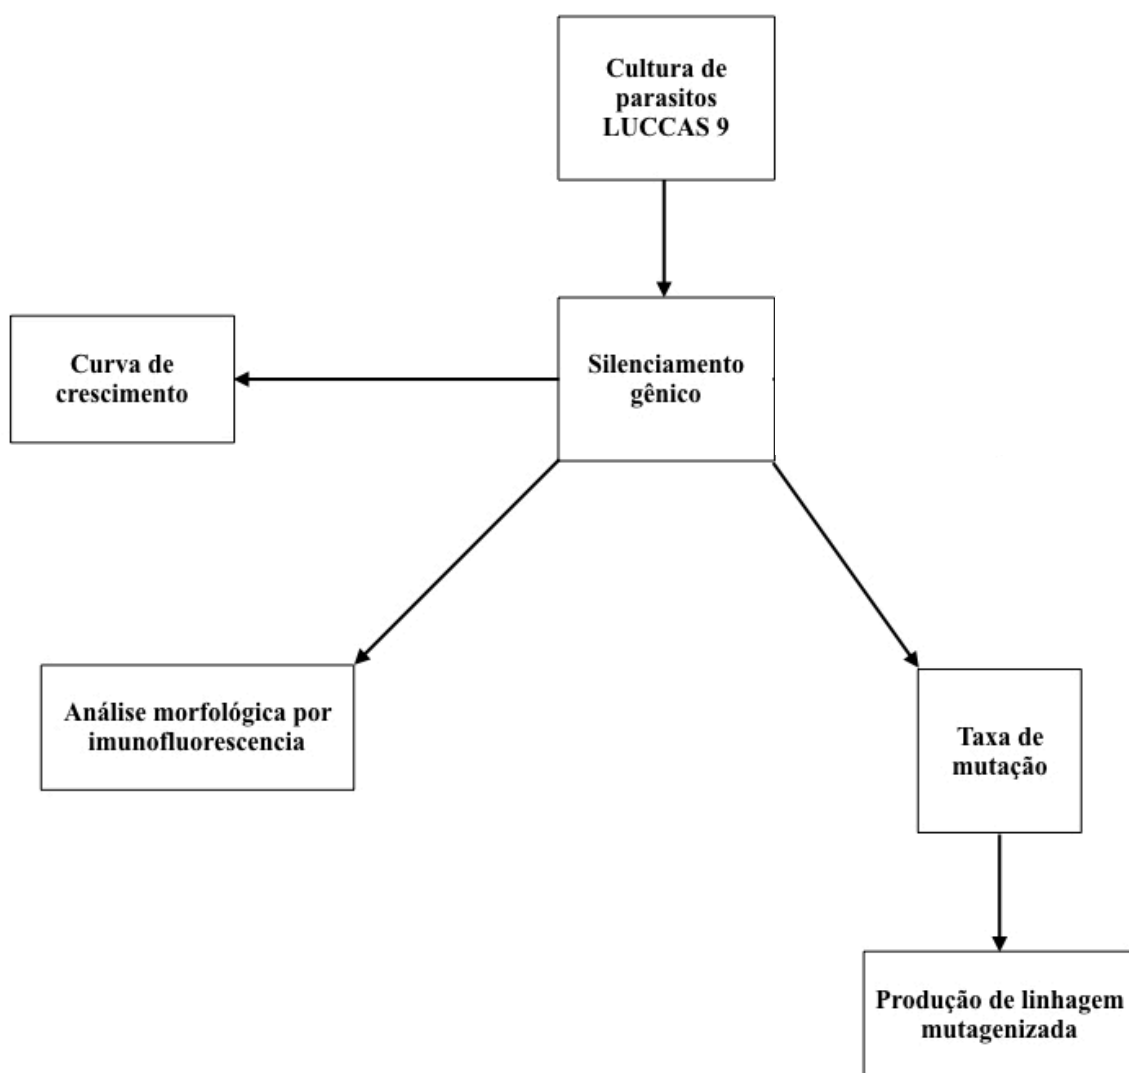 Cultura de
parasitos
LUCCAS 9
Curva de
crescimento
Silenciamento
gênico
Análise morfológica por
imunofluorescencia
Taxa de
mutação
Produção de linhagem
mutagenizada